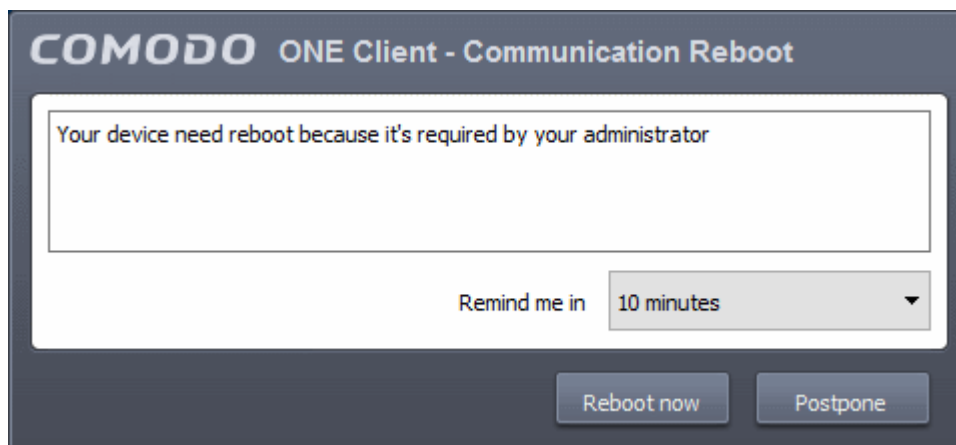 COMODO ONE Client - Communication Reboot
Your device need reboot because it's required by your administrator
Remind me in 10 minutes
Reboot now Postpone